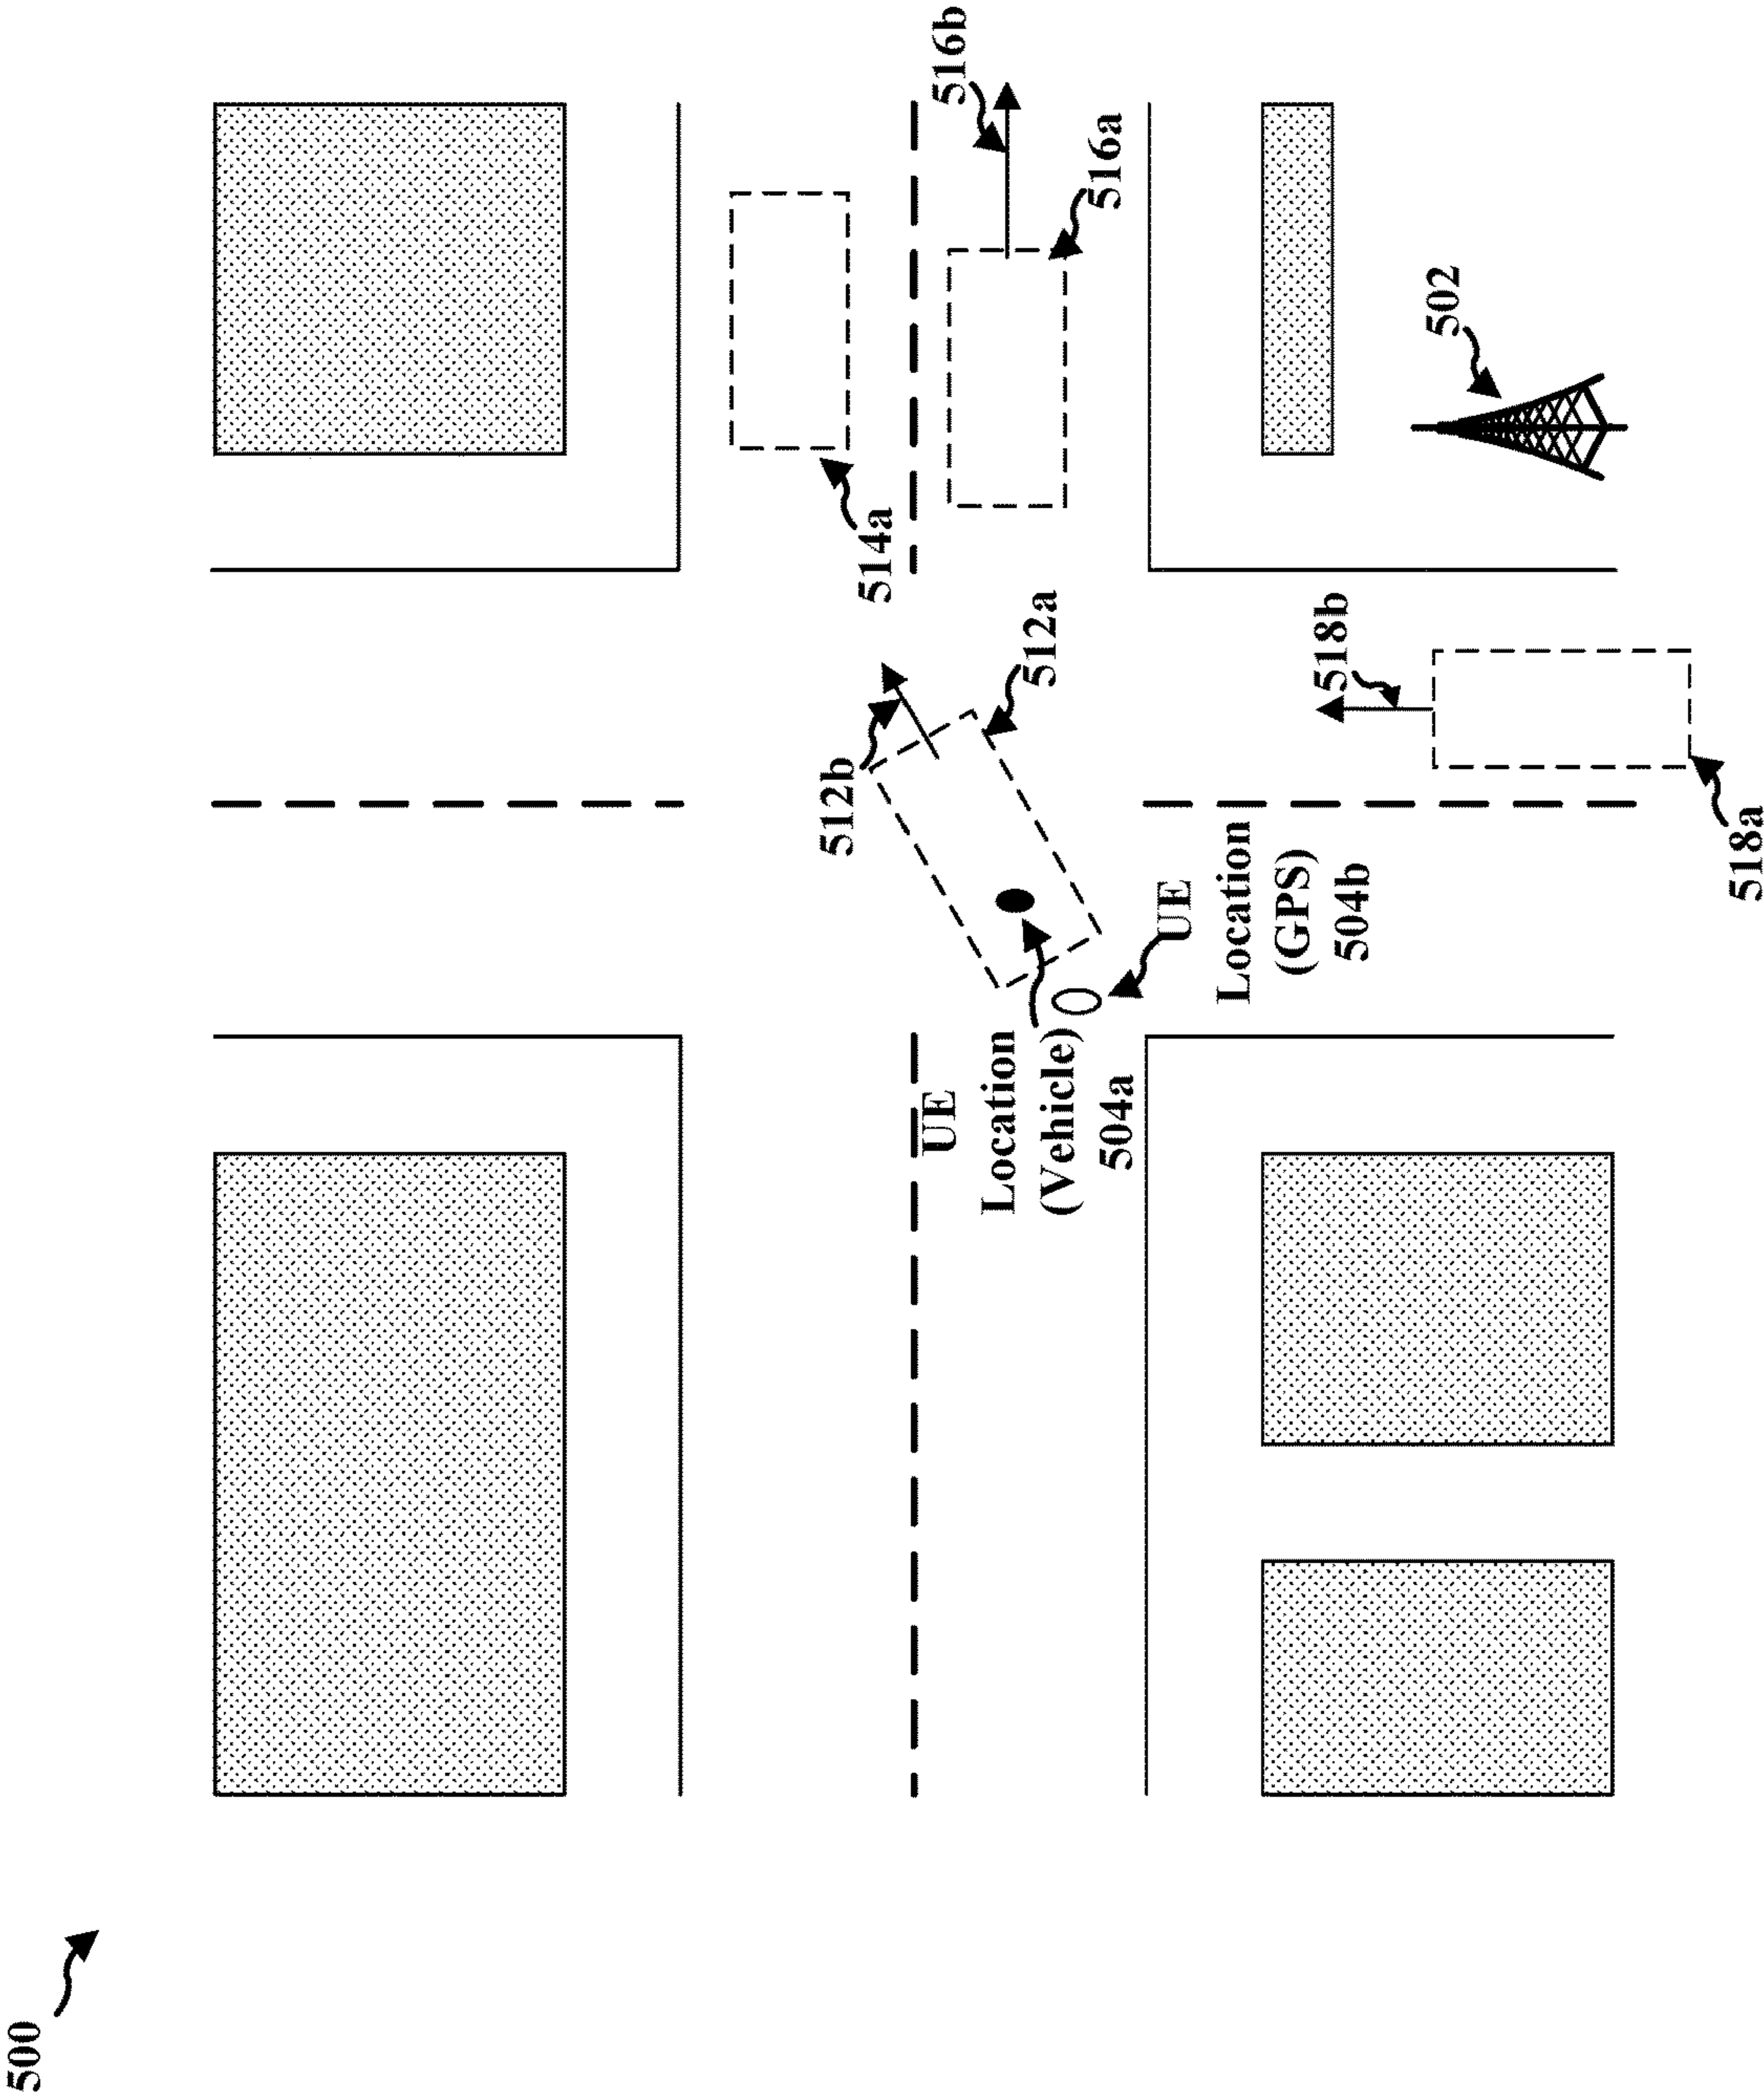 500
516b
516a
502
514a
512a
518b
512b
518a
UE
Location
(GPS)
504b
UE
Location
(Vehicle)
504a